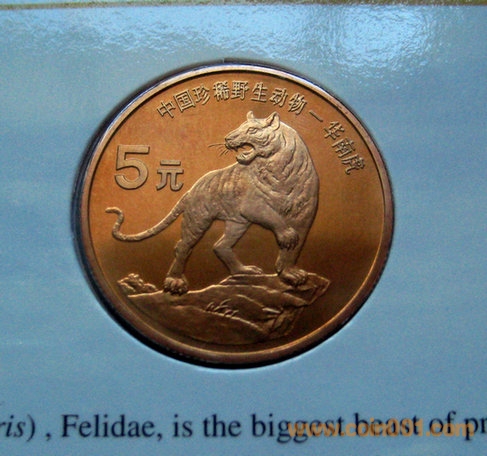 中国珍稀野生动物—华南虎
5元
ris), Felidae, is the biggest beast of pr